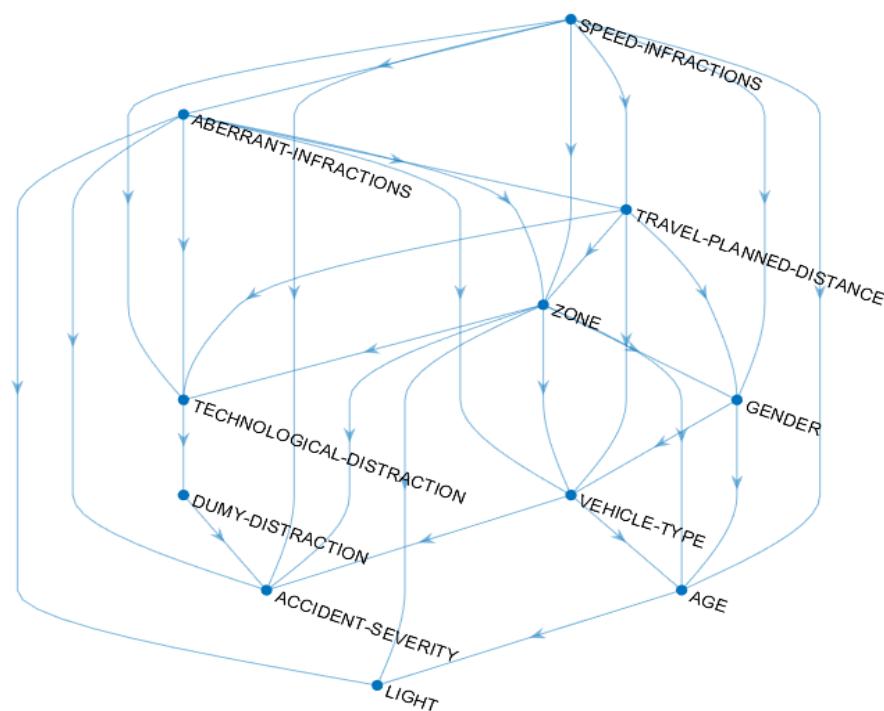 SPEED-INFRACTIONS
ABERRANT-INFRACTIONS
TRAVEL-PLANNED-DISTANCE
ZONE
TECHNOLOGICAL-DISTRACTION
GENDER
DUMY-DISTRACTION
VEHICLE-TYPE
ACCIDENT-SEVERITY
AGE
LIGHT